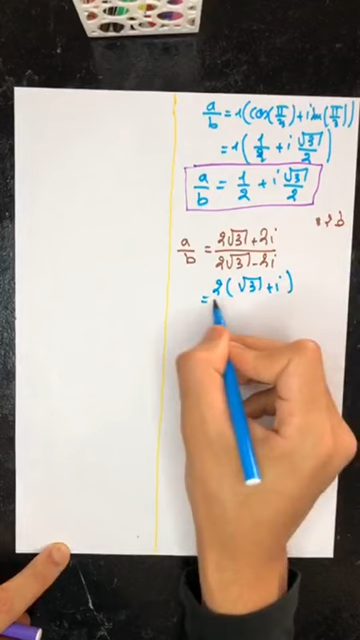 a/b = 1(cos(π/3) + i sin(π/3))
= 1(1/2 + i √3/2)
a/b = 1/2 + i √3/2
a/b = (2√3 + 2i)/(2√3 - 2i)
= 2(√3 + i)